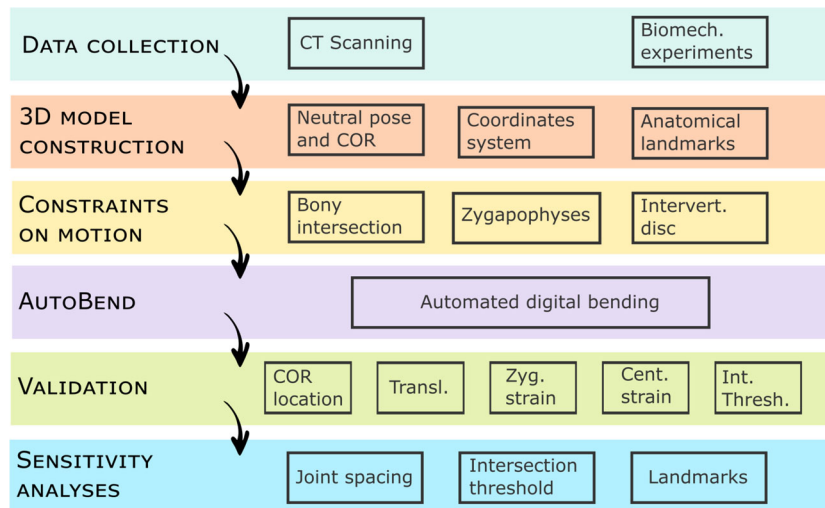 DATA COLLECTION
CT Scanning
Biomech.
experiments
3D MODEL
CONSTRUCTION
Neutral pose
and COR
Coordinates
system
Anatomical
landmarks
CONSTRAINTS
ON MOTION
Bony
intersection
Zygapophyses
Intervert.
disc
AUTOBEND
Automated digital bending
VALIDATION
COR
location
Transl.
Zyg.
strain
Cent.
strain
Int.
Thresh.
SENSITIVITY
ANALYSES
Joint spacing
Intersection
threshold
Landmarks